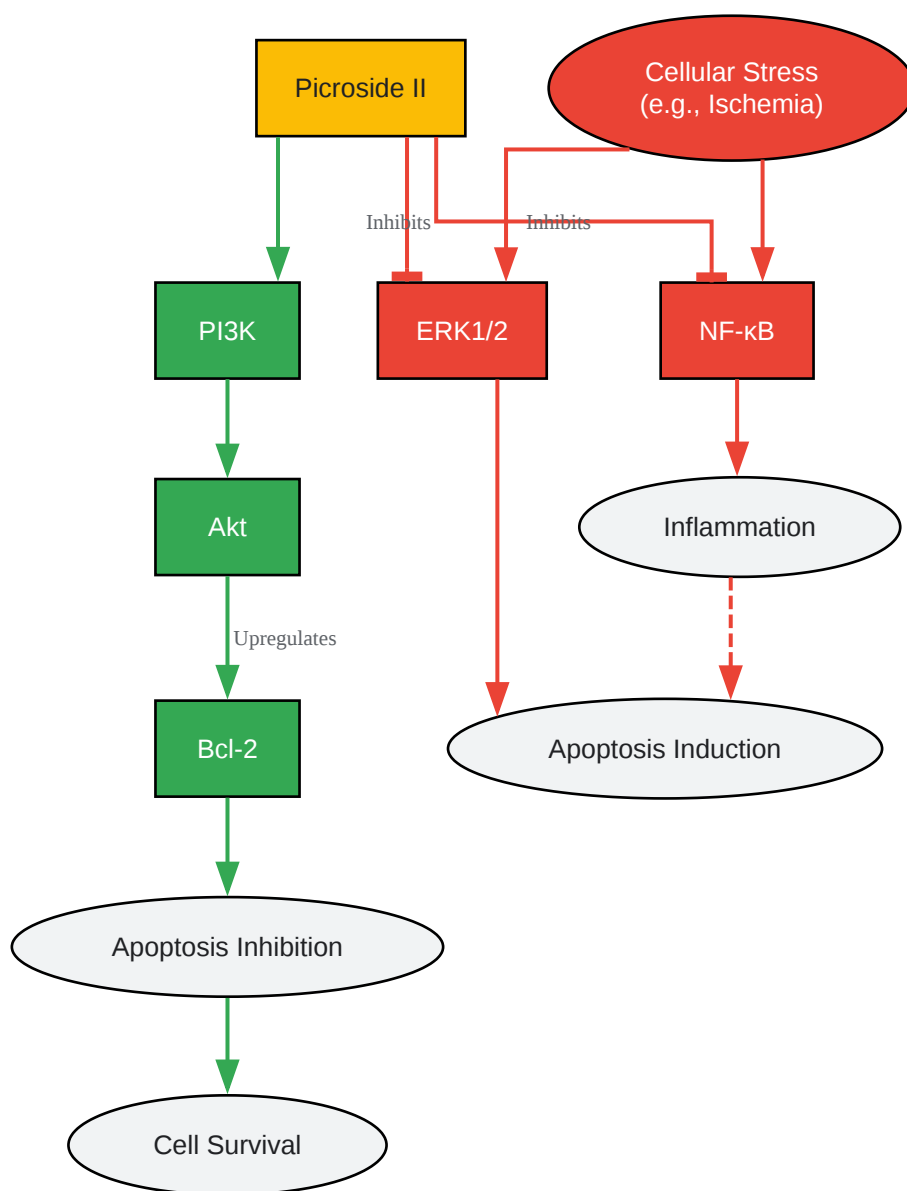 Picroside II
Cellular Stress
(e.g., Ischemia)
Inhibits
Inhibits
PI3K
ERK1/2
NF-κB
Akt
Inflammation
Upregulates
Bcl-2
Apoptosis Induction
Apoptosis Inhibition
Cell Survival